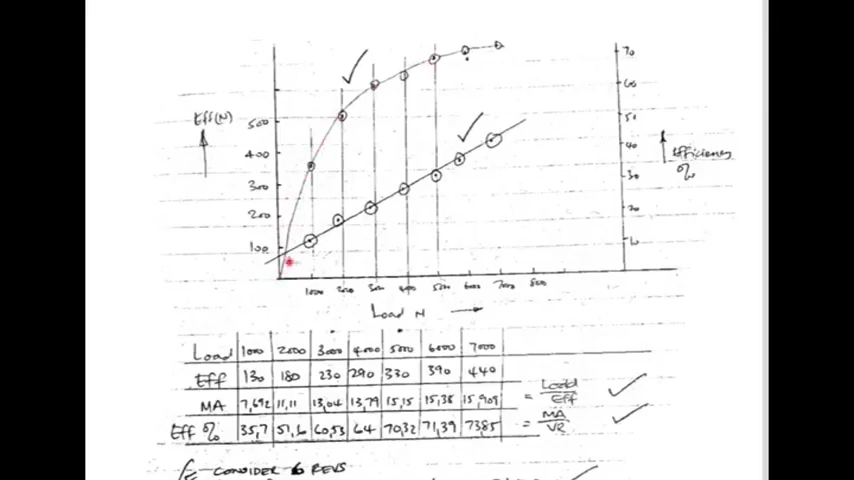 70
60
Eff(N)
500
50
400
40
Efficiency
%
300
30
200
20
100
10
1000 2000 3000 4000 5000 6000 7000 8000
Load N
Load 1000 2000 3000 4000 5000 6000 7000
Eff 130 180 230 290 330 390 440
MA 7,692 11,11 13,04 13,79 15,15 15,38 15,909 = Load/Eff
Eff % 35,7 51,6 60,53 64 70,32 71,39 73,85 = MA/VR
CONSIDER 6 REVS